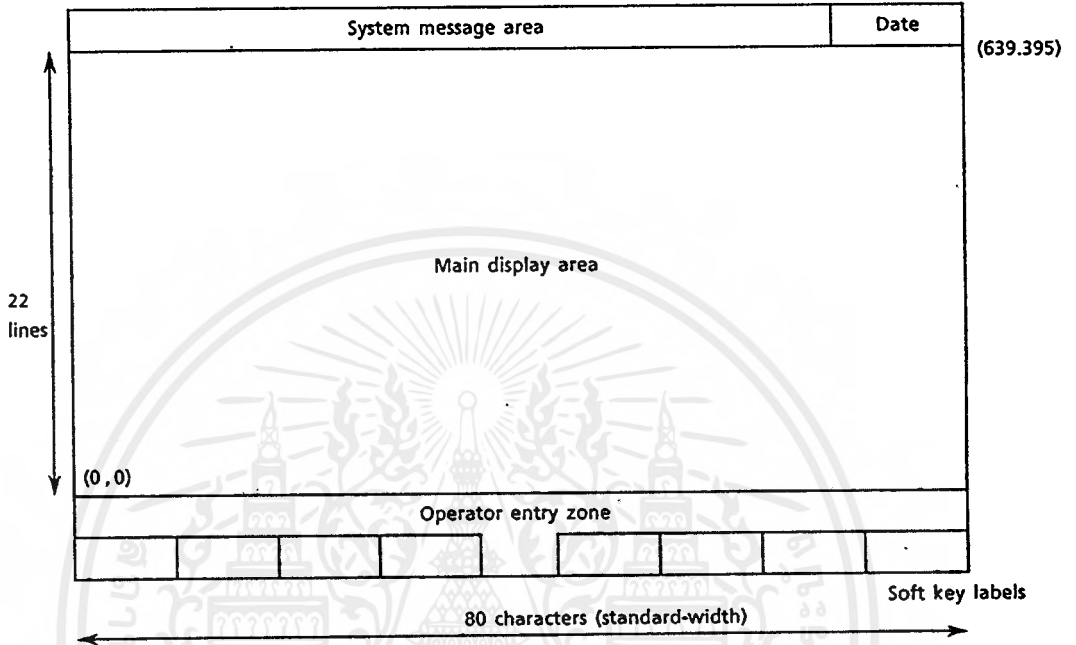 System message area
Date
(639.395)
22
lines
Main display area
(0,0)
Operator entry zone
Soft key labels
80 characters (standard-width)